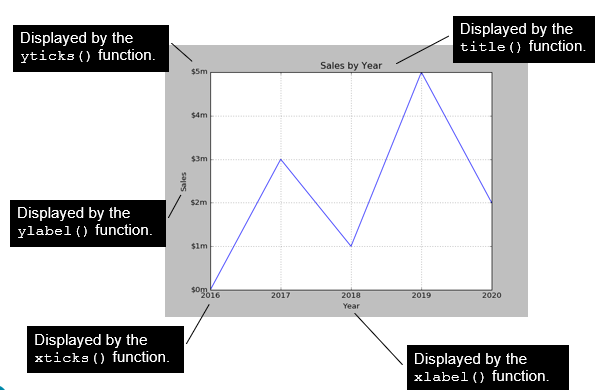 Displayed by the
yticks() function.
Displayed by the
title() function.
Sales by Year
$5m
$4m
$3m
$2m
$1m
$0m
Sales
Displayed by the
ylabel() function.
2016 2017 2018 2019 2020
Year
Displayed by the
xticks() function.
Displayed by the
xlabel() function.